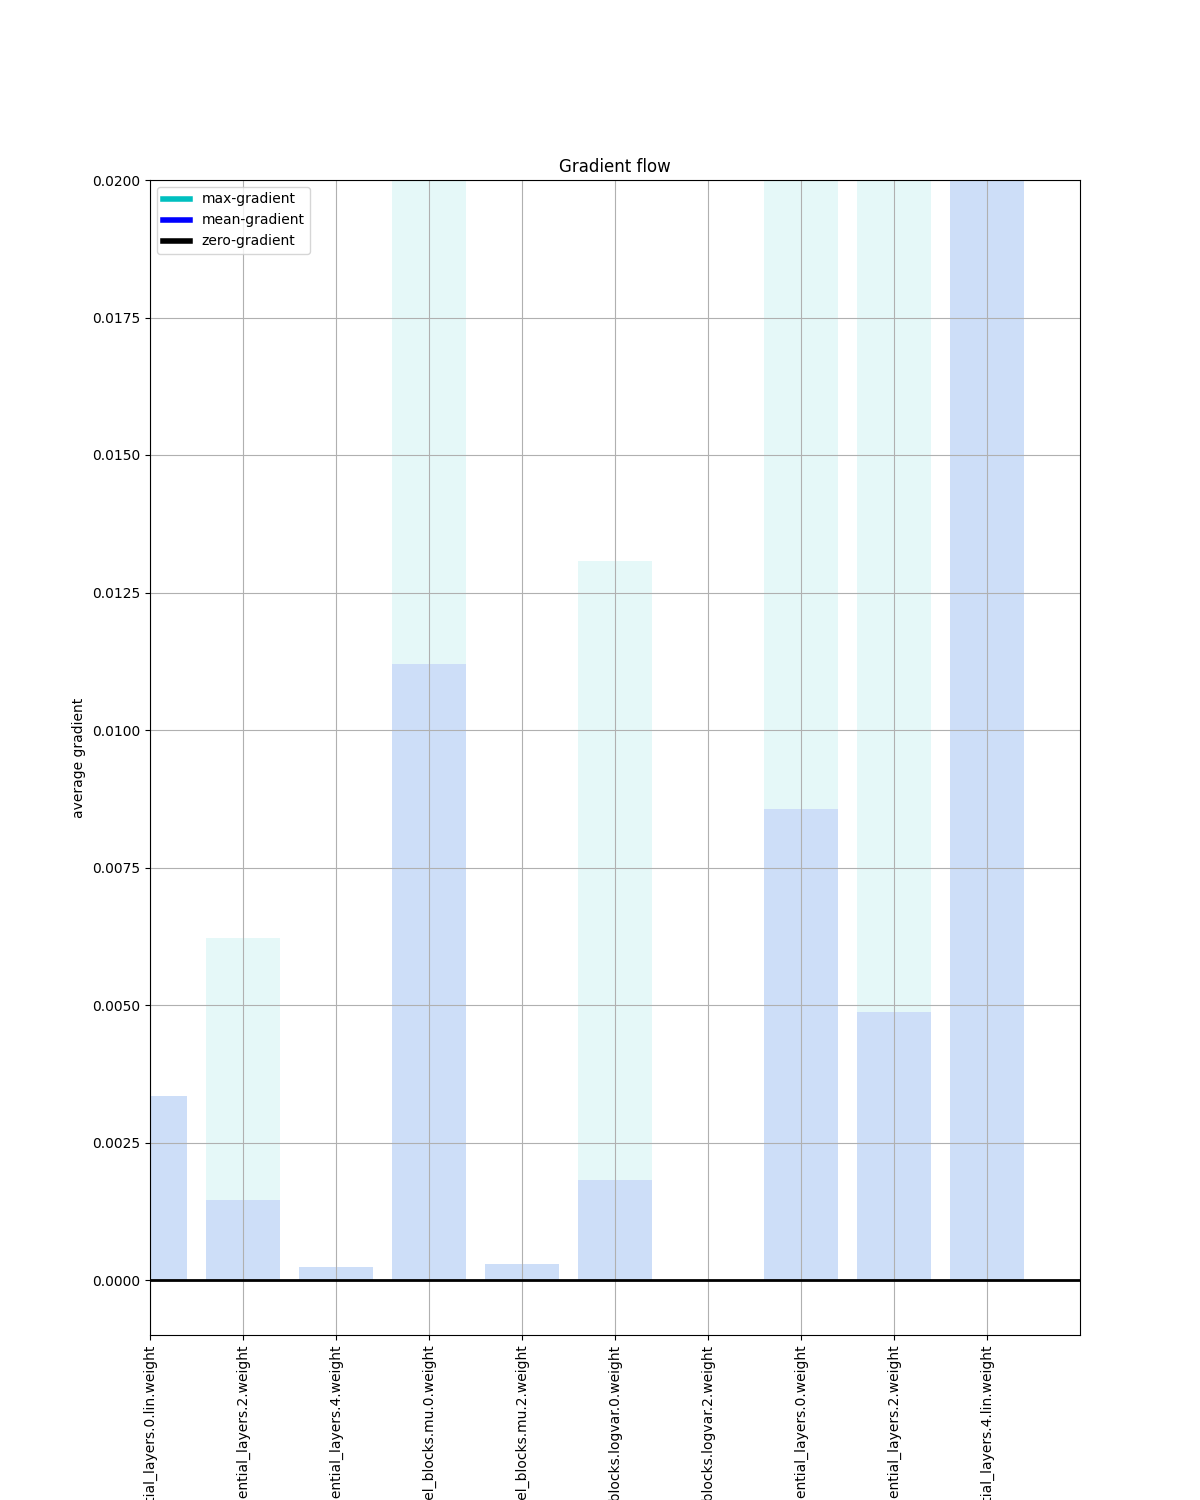 Gradient flow
max-gradient
mean-gradient
zero-gradient
0.0200
0.0175
0.0150
0.0125
0.0100
0.0075
0.0050
0.0025
0.0000
average gradient
tial_layers.0.lin.weight
ential_layers.2.weight
ential_layers.4.weight
el_blocks.mu.0.weight
el_blocks.mu.2.weight
blocks.logvar.0.weight
blocks.logvar.2.weight
ential_layers.0.weight
ential_layers.2.weight
tial_layers.4.lin.weight